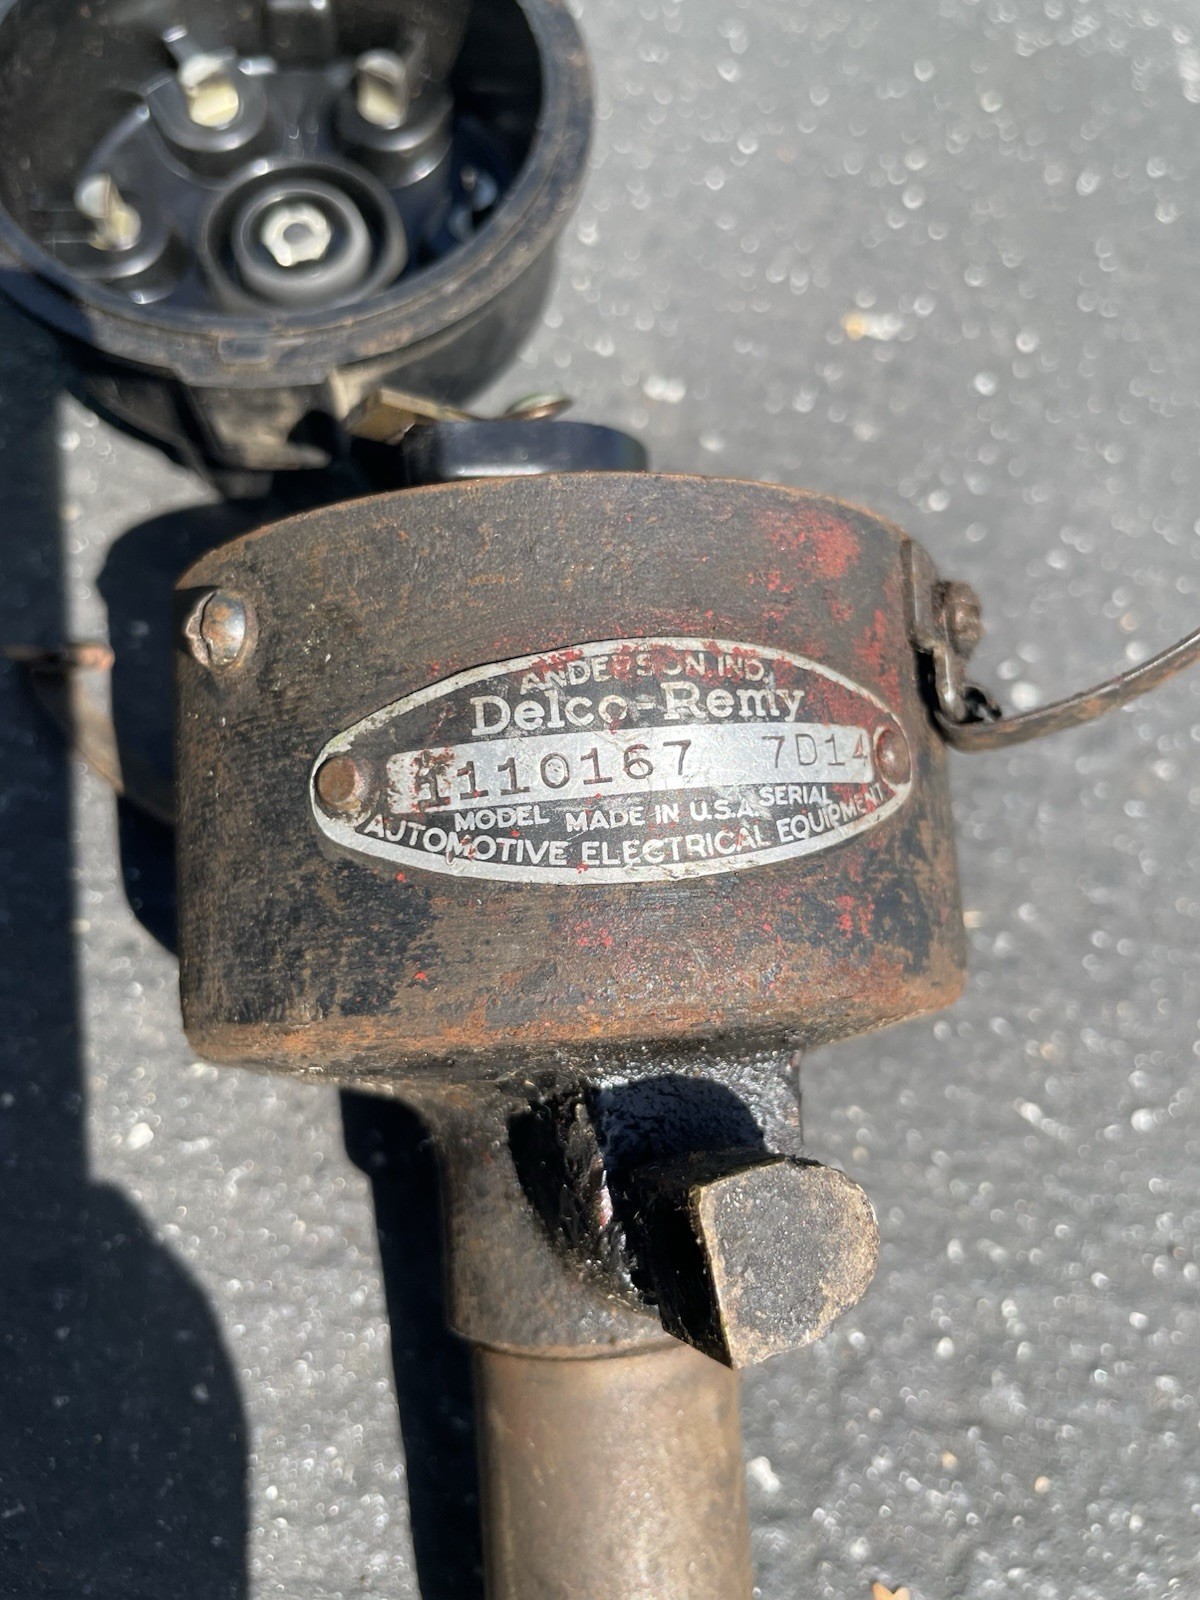 ANDERSON, IND.
Delco-Remy
1110167 7D14
MODEL MADE IN U.S.A. SERIAL
AUTOMOTIVE ELECTRICAL EQUIPMENT